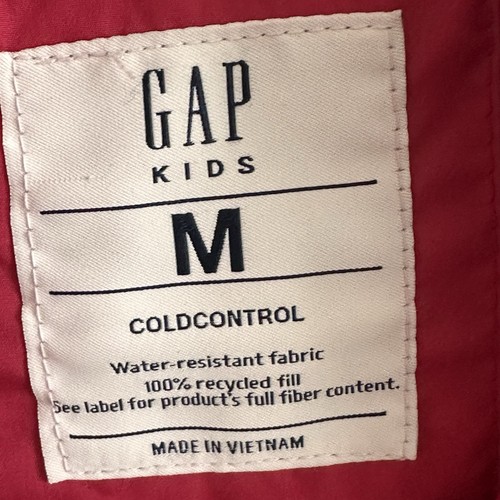 GAP
KIDS
M
COLDCONTROL
Water-resistant fabric
100% recycled fill
See label for product's full fiber content.
MADE IN VIETNAM